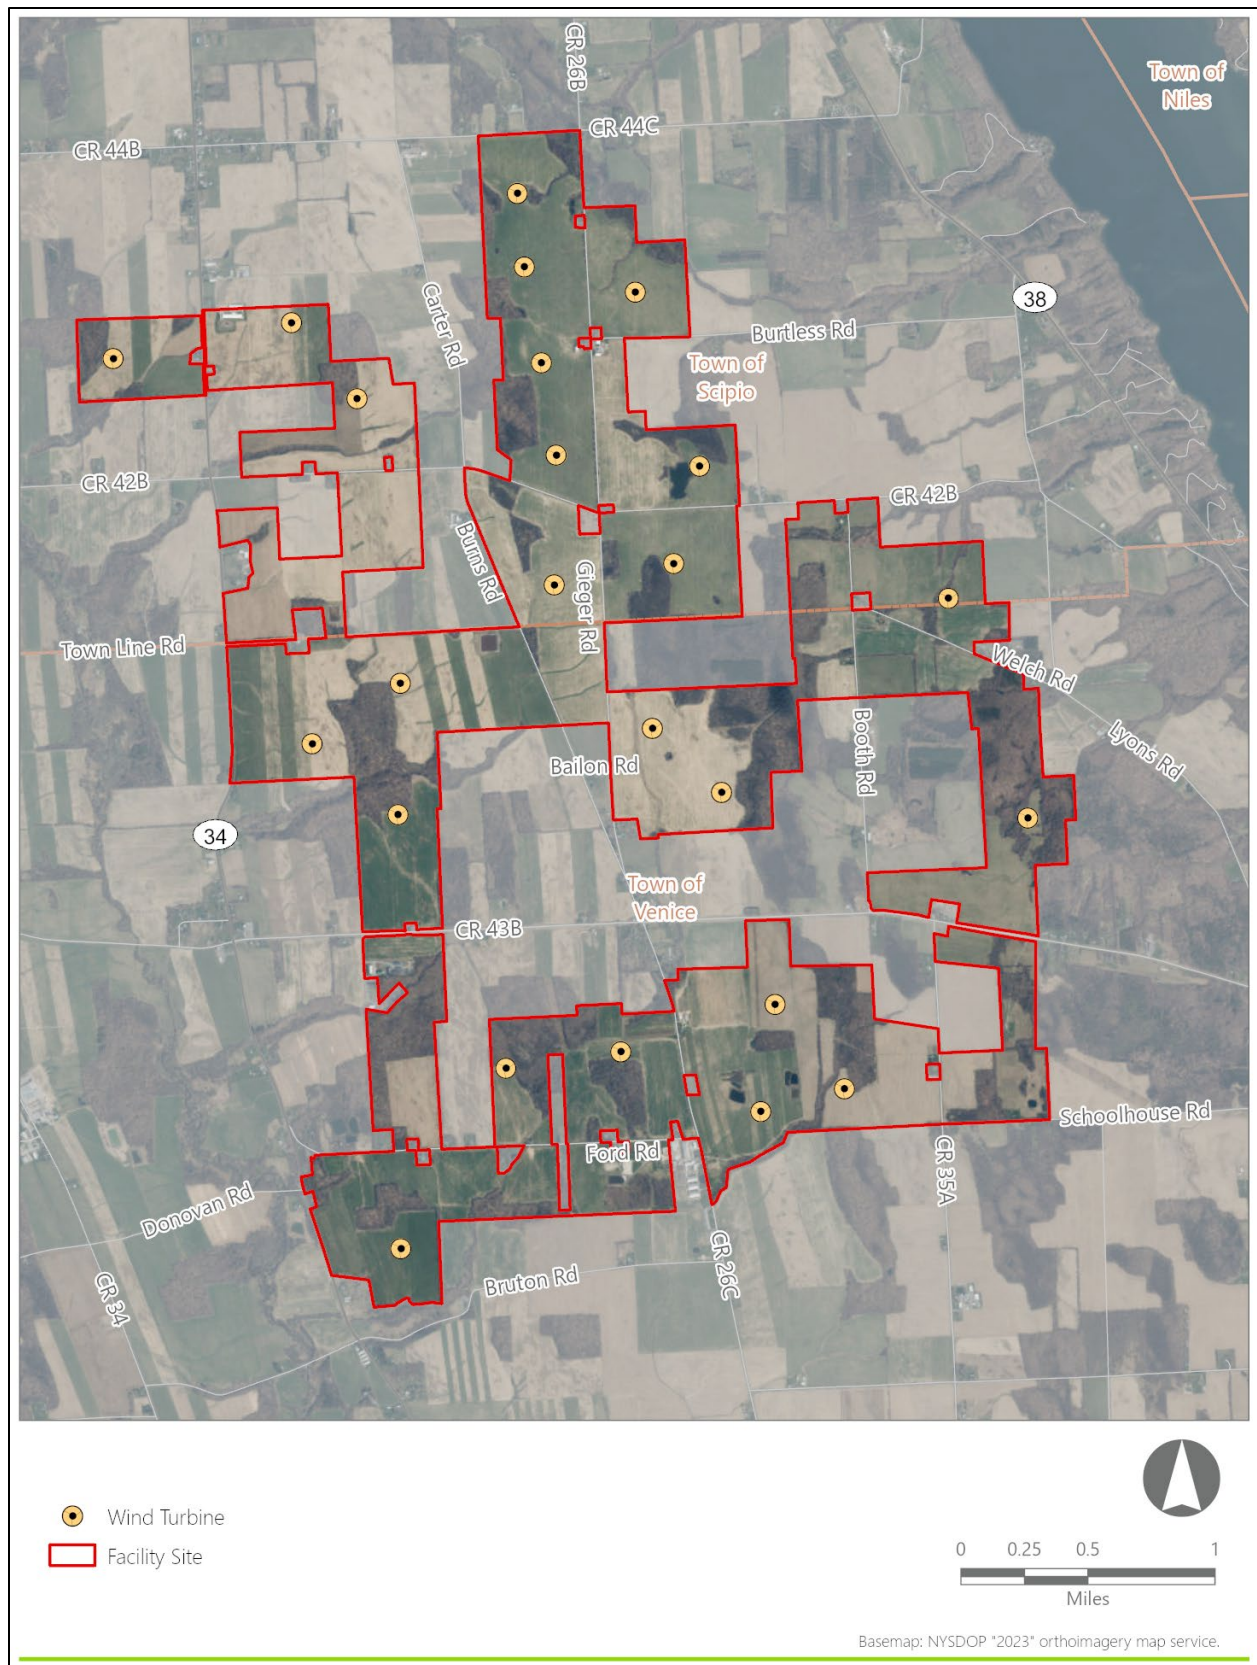 CR 26B
Town of
Niles
CR 44C
CR 44B
38
Carter Rd
Burtless Rd
Town of
Scipio
CR 42B
CR 42B
Burns Rd
Gieger Rd
Town Line Rd
Welch Rd
Booth Rd
Lyons Rd
Bailon Rd
34
Town of
Venice
CR 43B
Schoolhouse Rd
Ford Rd
CR 35A
Donovan Rd
CR 26C
Bruton Rd
CR 34
Wind Turbine
Facility Site
0 0.25 0.5 1
Miles
Basemap: NYSDOP "2023" orthoimagery map service.